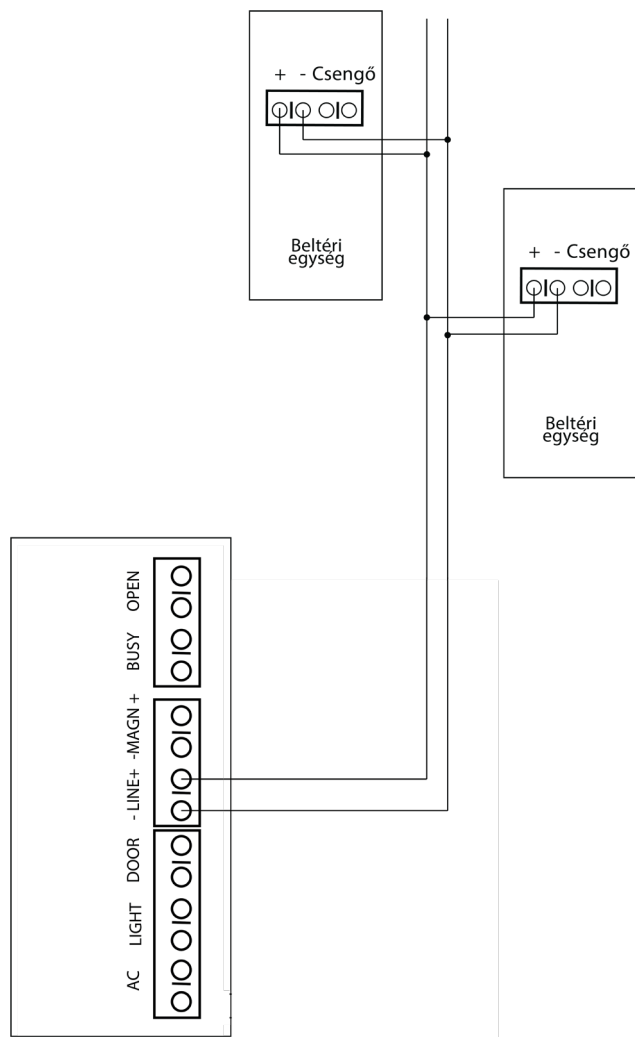 + - Csengő
Beltéri
egység
+ - Csengő
Beltéri
egység
OPEN
BUSY
-MAGN +
- LINE+
DOOR
LIGHT
AC